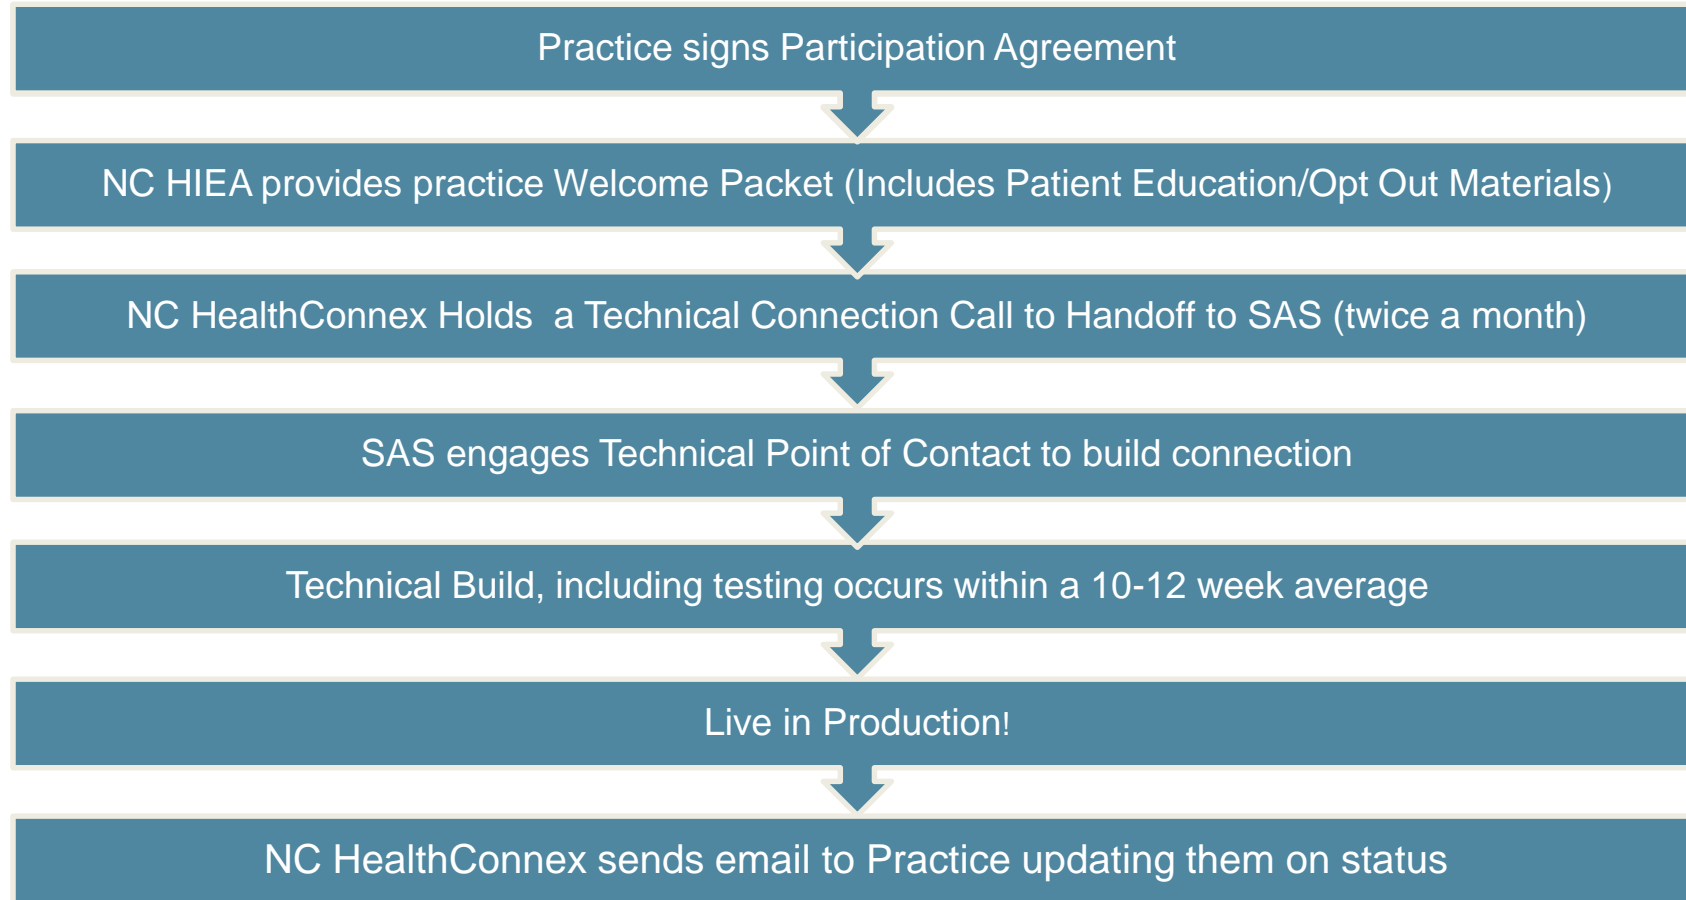 Practice signs Participation Agreement
NC HIEA provides practice Welcome Packet (Includes Patient Education/Opt Out Materials)
NC HealthConnex Holds a Technical Connection Call to Handoff to SAS (twice a month)
SAS engages Technical Point of Contact to build connection
Technical Build, including testing occurs within a 10-12 week average
Live in Production!
NC HealthConnex sends email to Practice updating them on status